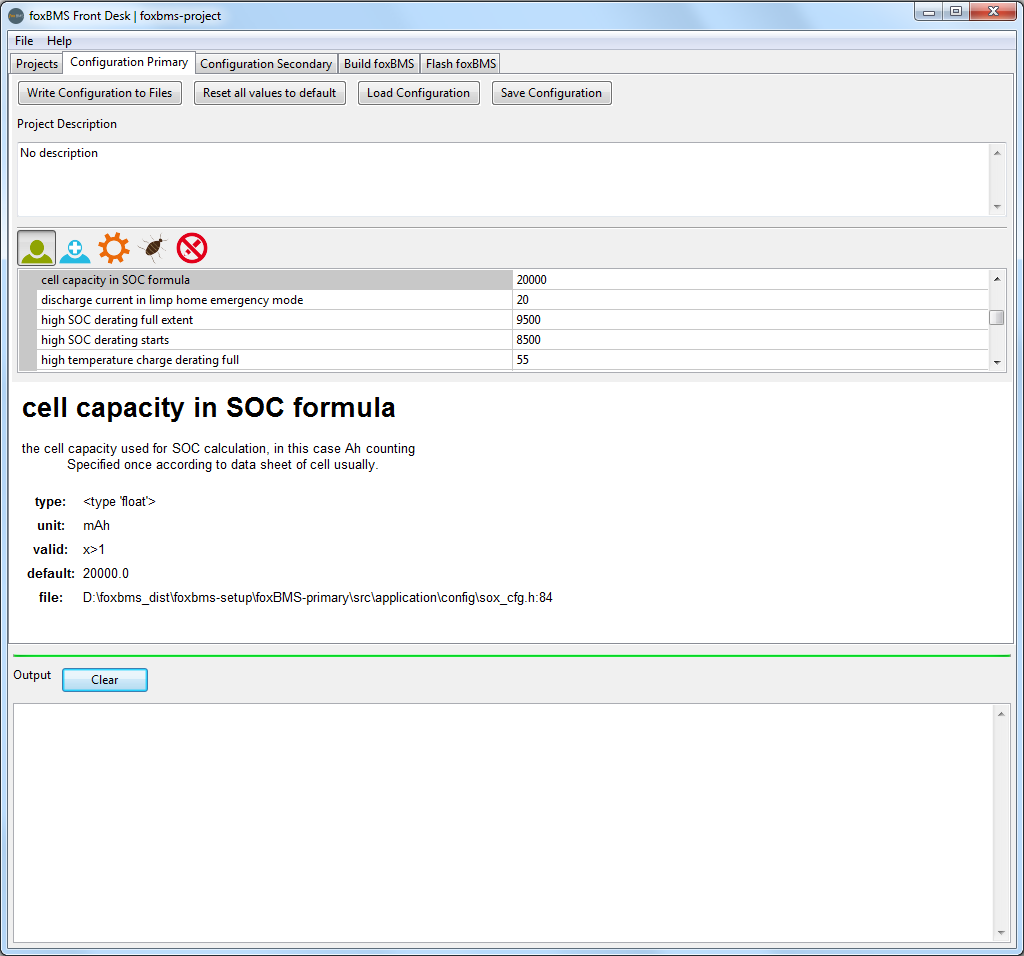 foxBMS Front Desk | foxbms-project
File Help
Projects Configuration Primary Configuration Secondary Build foxBMS Flash foxBMS
Write Configuration to Files Reset all values to default Load Configuration Save Configuration
Project Description
No description
cell capacity in SOC formula 20000
discharge current in limp home emergency mode 20
high SOC derating full extent 9500
high SOC derating starts 8500
high temperature charge derating full 55
cell capacity in SOC formula
the cell capacity used for SOC calculation, in this case Ah counting
Specified once according to data sheet of cell usually.
type: <type 'float'>
unit: mAh
valid: x>1
default: 20000.0
file: D:\foxbms_dist\foxbms-setup\foxBMS-primary\src\application\config\sox_cfg.h:84
Output Clear